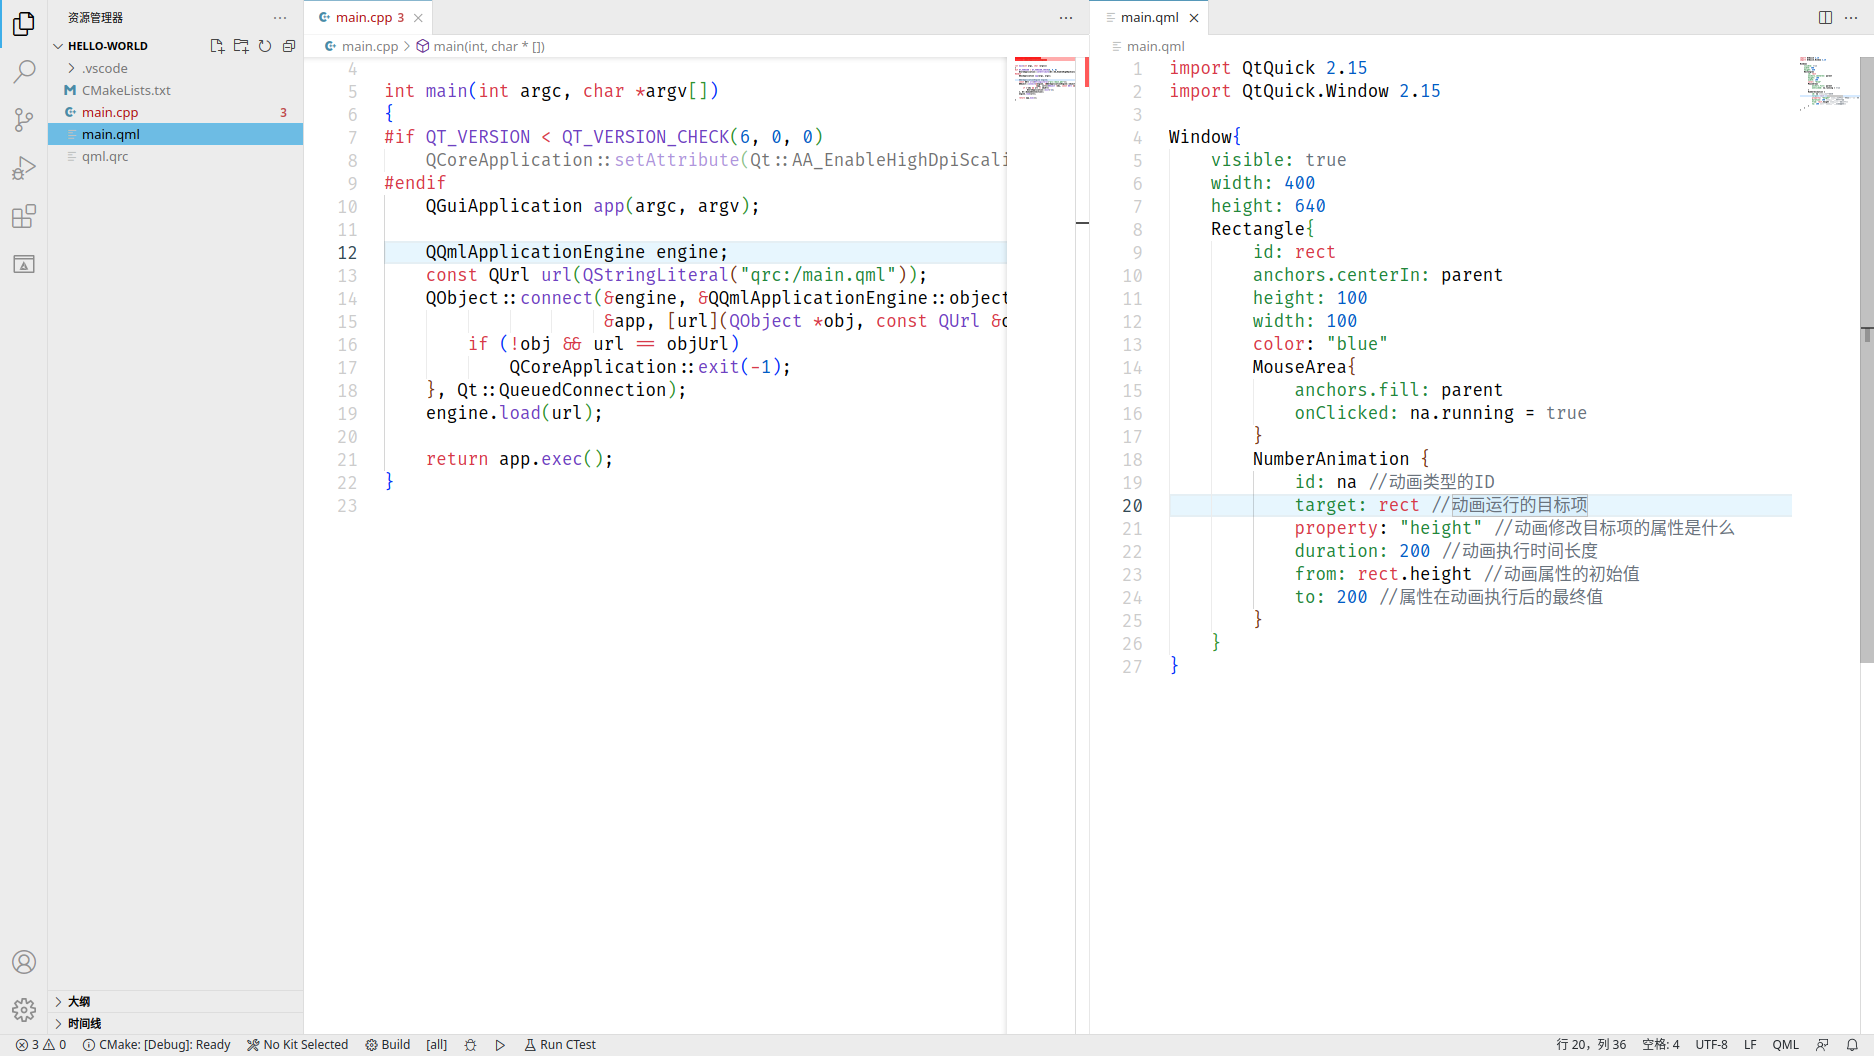 资源管理器
HELLO-WORLD
.vscode
CMakeLists.txt
main.cpp 3
main.qml
qml.qrc
大纲
时间线
main.cpp 3
main.cpp > main(int, char * [])
4
5 int main(int argc, char *argv[])
6 {
7 #if QT_VERSION < QT_VERSION_CHECK(6, 0, 0)
8 QCoreApplication::setAttribute(Qt::AA_EnableHighDpiScali
9 #endif
10 QGuiApplication app(argc, argv);
11
12 QQmlApplicationEngine engine;
13 const QUrl url(QStringLiteral("qrc:/main.qml"));
14 QObject::connect(&engine, &QQmlApplicationEngine::object
15 &app, [url](QObject *obj, const QUrl &o
16 if (!obj && url == objUrl)
17 QCoreApplication::exit(-1);
18 }, Qt::QueuedConnection);
19 engine.load(url);
20
21 return app.exec();
22 }
23
main.qml
main.qml
1 import QtQuick 2.15
2 import QtQuick.Window 2.15
3
4 Window{
5 visible: true
6 width: 400
7 height: 640
8 Rectangle{
9 id: rect
10 anchors.centerIn: parent
11 height: 100
12 width: 100
13 color: "blue"
14 MouseArea{
15 anchors.fill: parent
16 onClicked: na.running = true
17 }
18 NumberAnimation {
19 id: na //动画类型的ID
20 target: rect //动画运行的目标项
21 property: "height" //动画修改目标项的属性是什么
22 duration: 200 //动画执行时间长度
23 from: rect.height //动画属性的初始值
24 to: 200 //属性在动画执行后的最终值
25 }
26 }
27 }
3 0 CMake: [Debug]: Ready No Kit Selected Build [all] Run CTest 行 20，列 36 空格: 4 UTF-8 LF QML